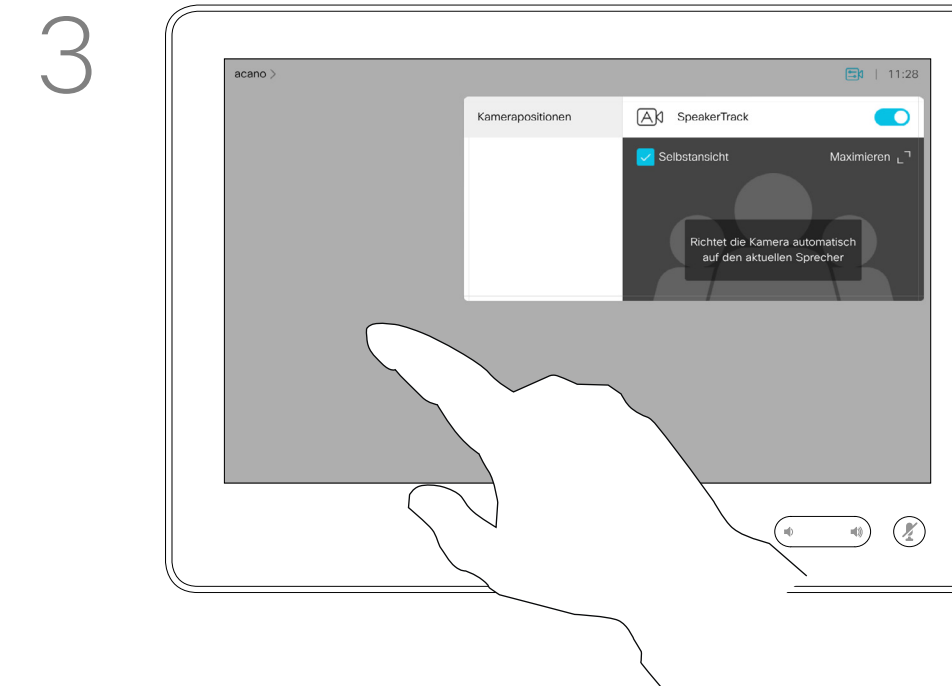 3
acano >
11:28
Kamerapositionen
SpeakerTrack
Selbstansicht
Maximieren
Richtet die Kamera automatisch
auf den aktuellen Sprecher